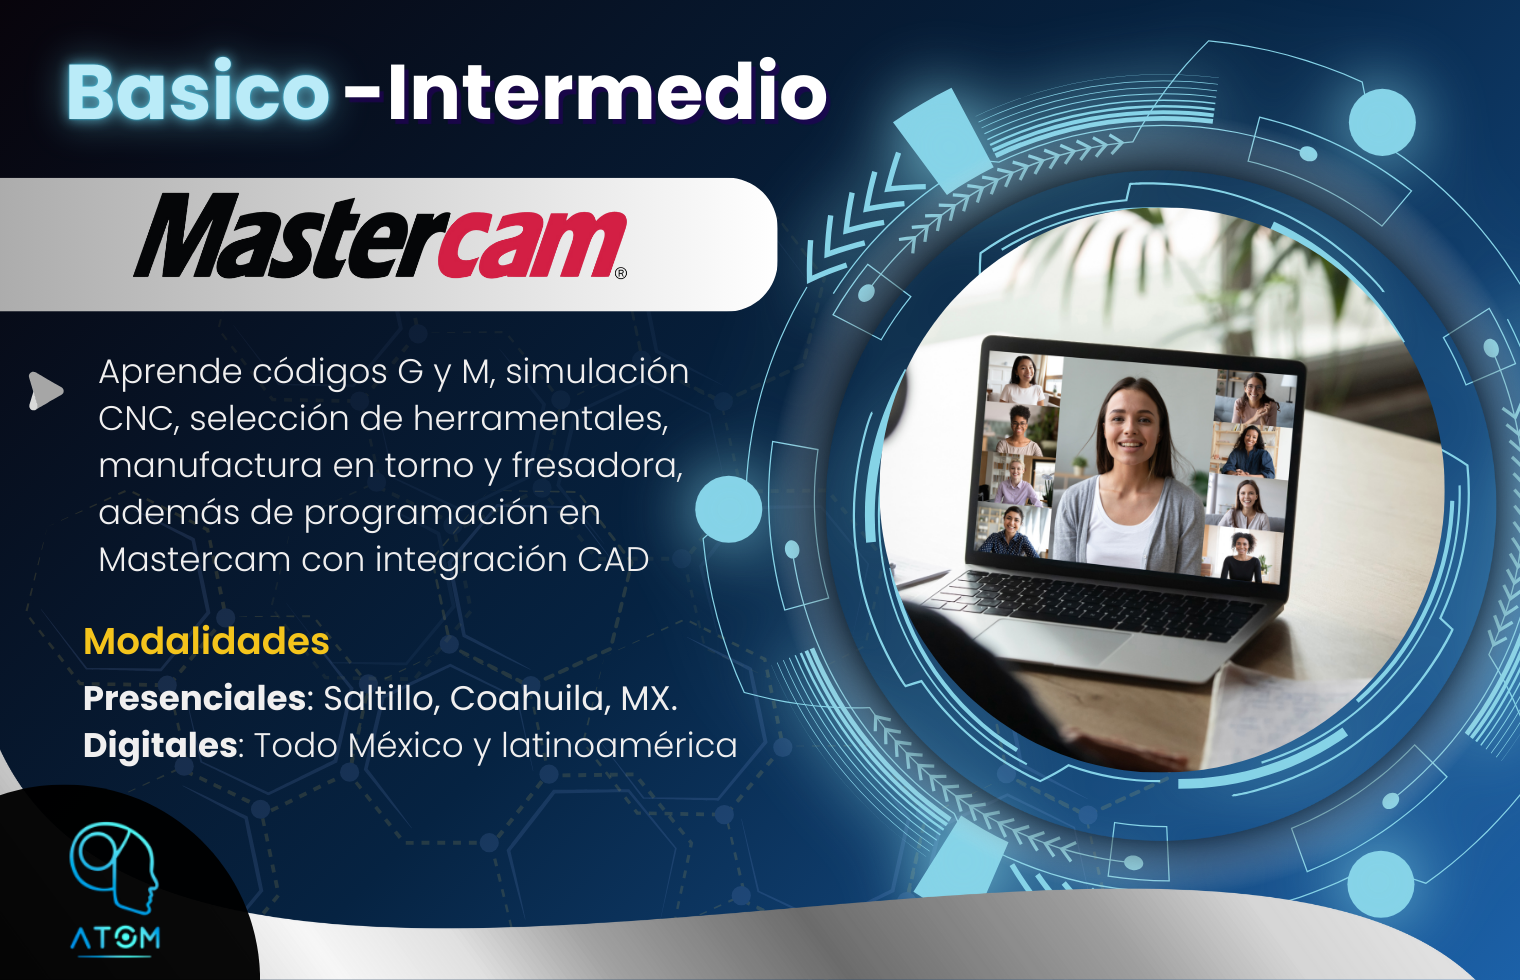 Basico -Intermedio
Mastercam®
Aprende códigos G y M, simulación
CNC, selección de herramentales,
manufactura en torno y fresadora,
además de programación en
Mastercam con integración CAD
Modalidades
Presenciales: Saltillo, Coahuila, MX.
Digitales: Todo México y latinoamérica
ATOM